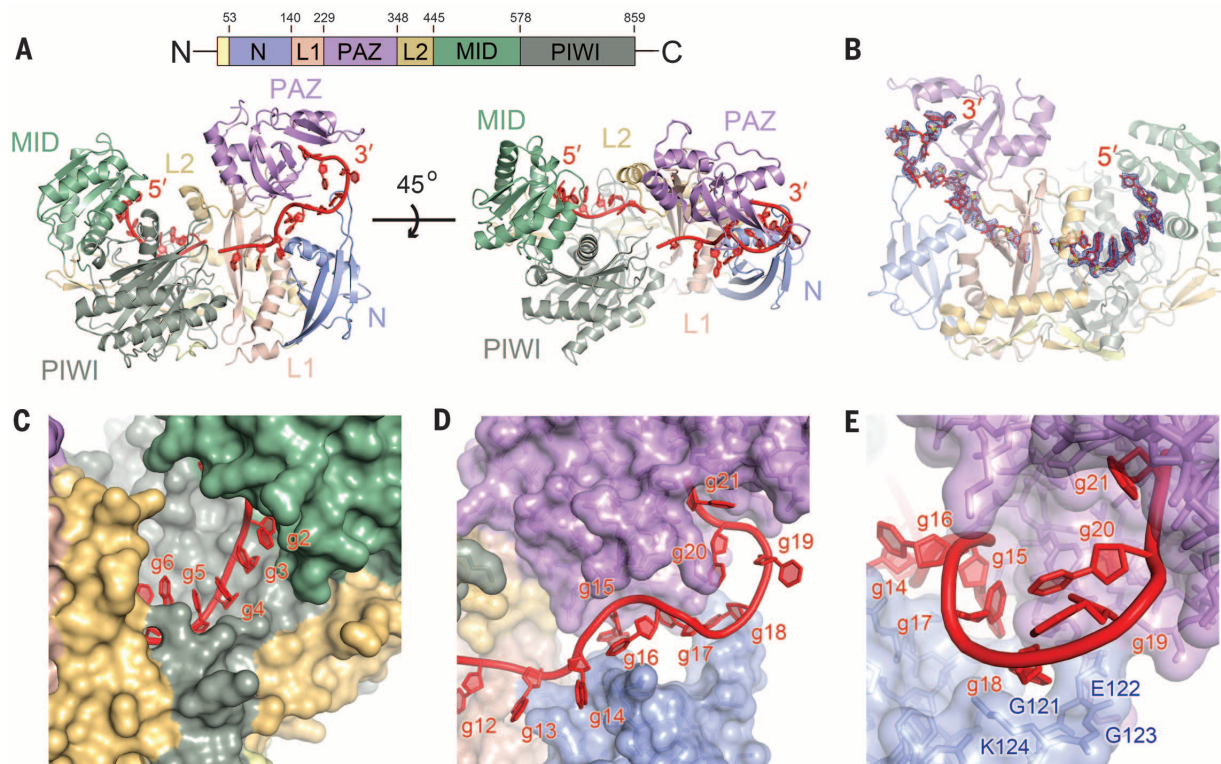 53 140 229 348 445 578 859
A
N N L1 PAZ L2 MID PIWI C
B
PAZ
MID
L2
5′
3′
PIWI
L1
N
45°
MID
L2
PAZ
5′
3′
PIWI
L1
N
3′
5′
C
g2
g3
g4
g5
g6
D
g21
g20
g19
g15
g18
g16
g17
g14
g12
g13
E
g21
g16
g20
g15
g14
g17
g19
g18
G121
E122
K124
G123